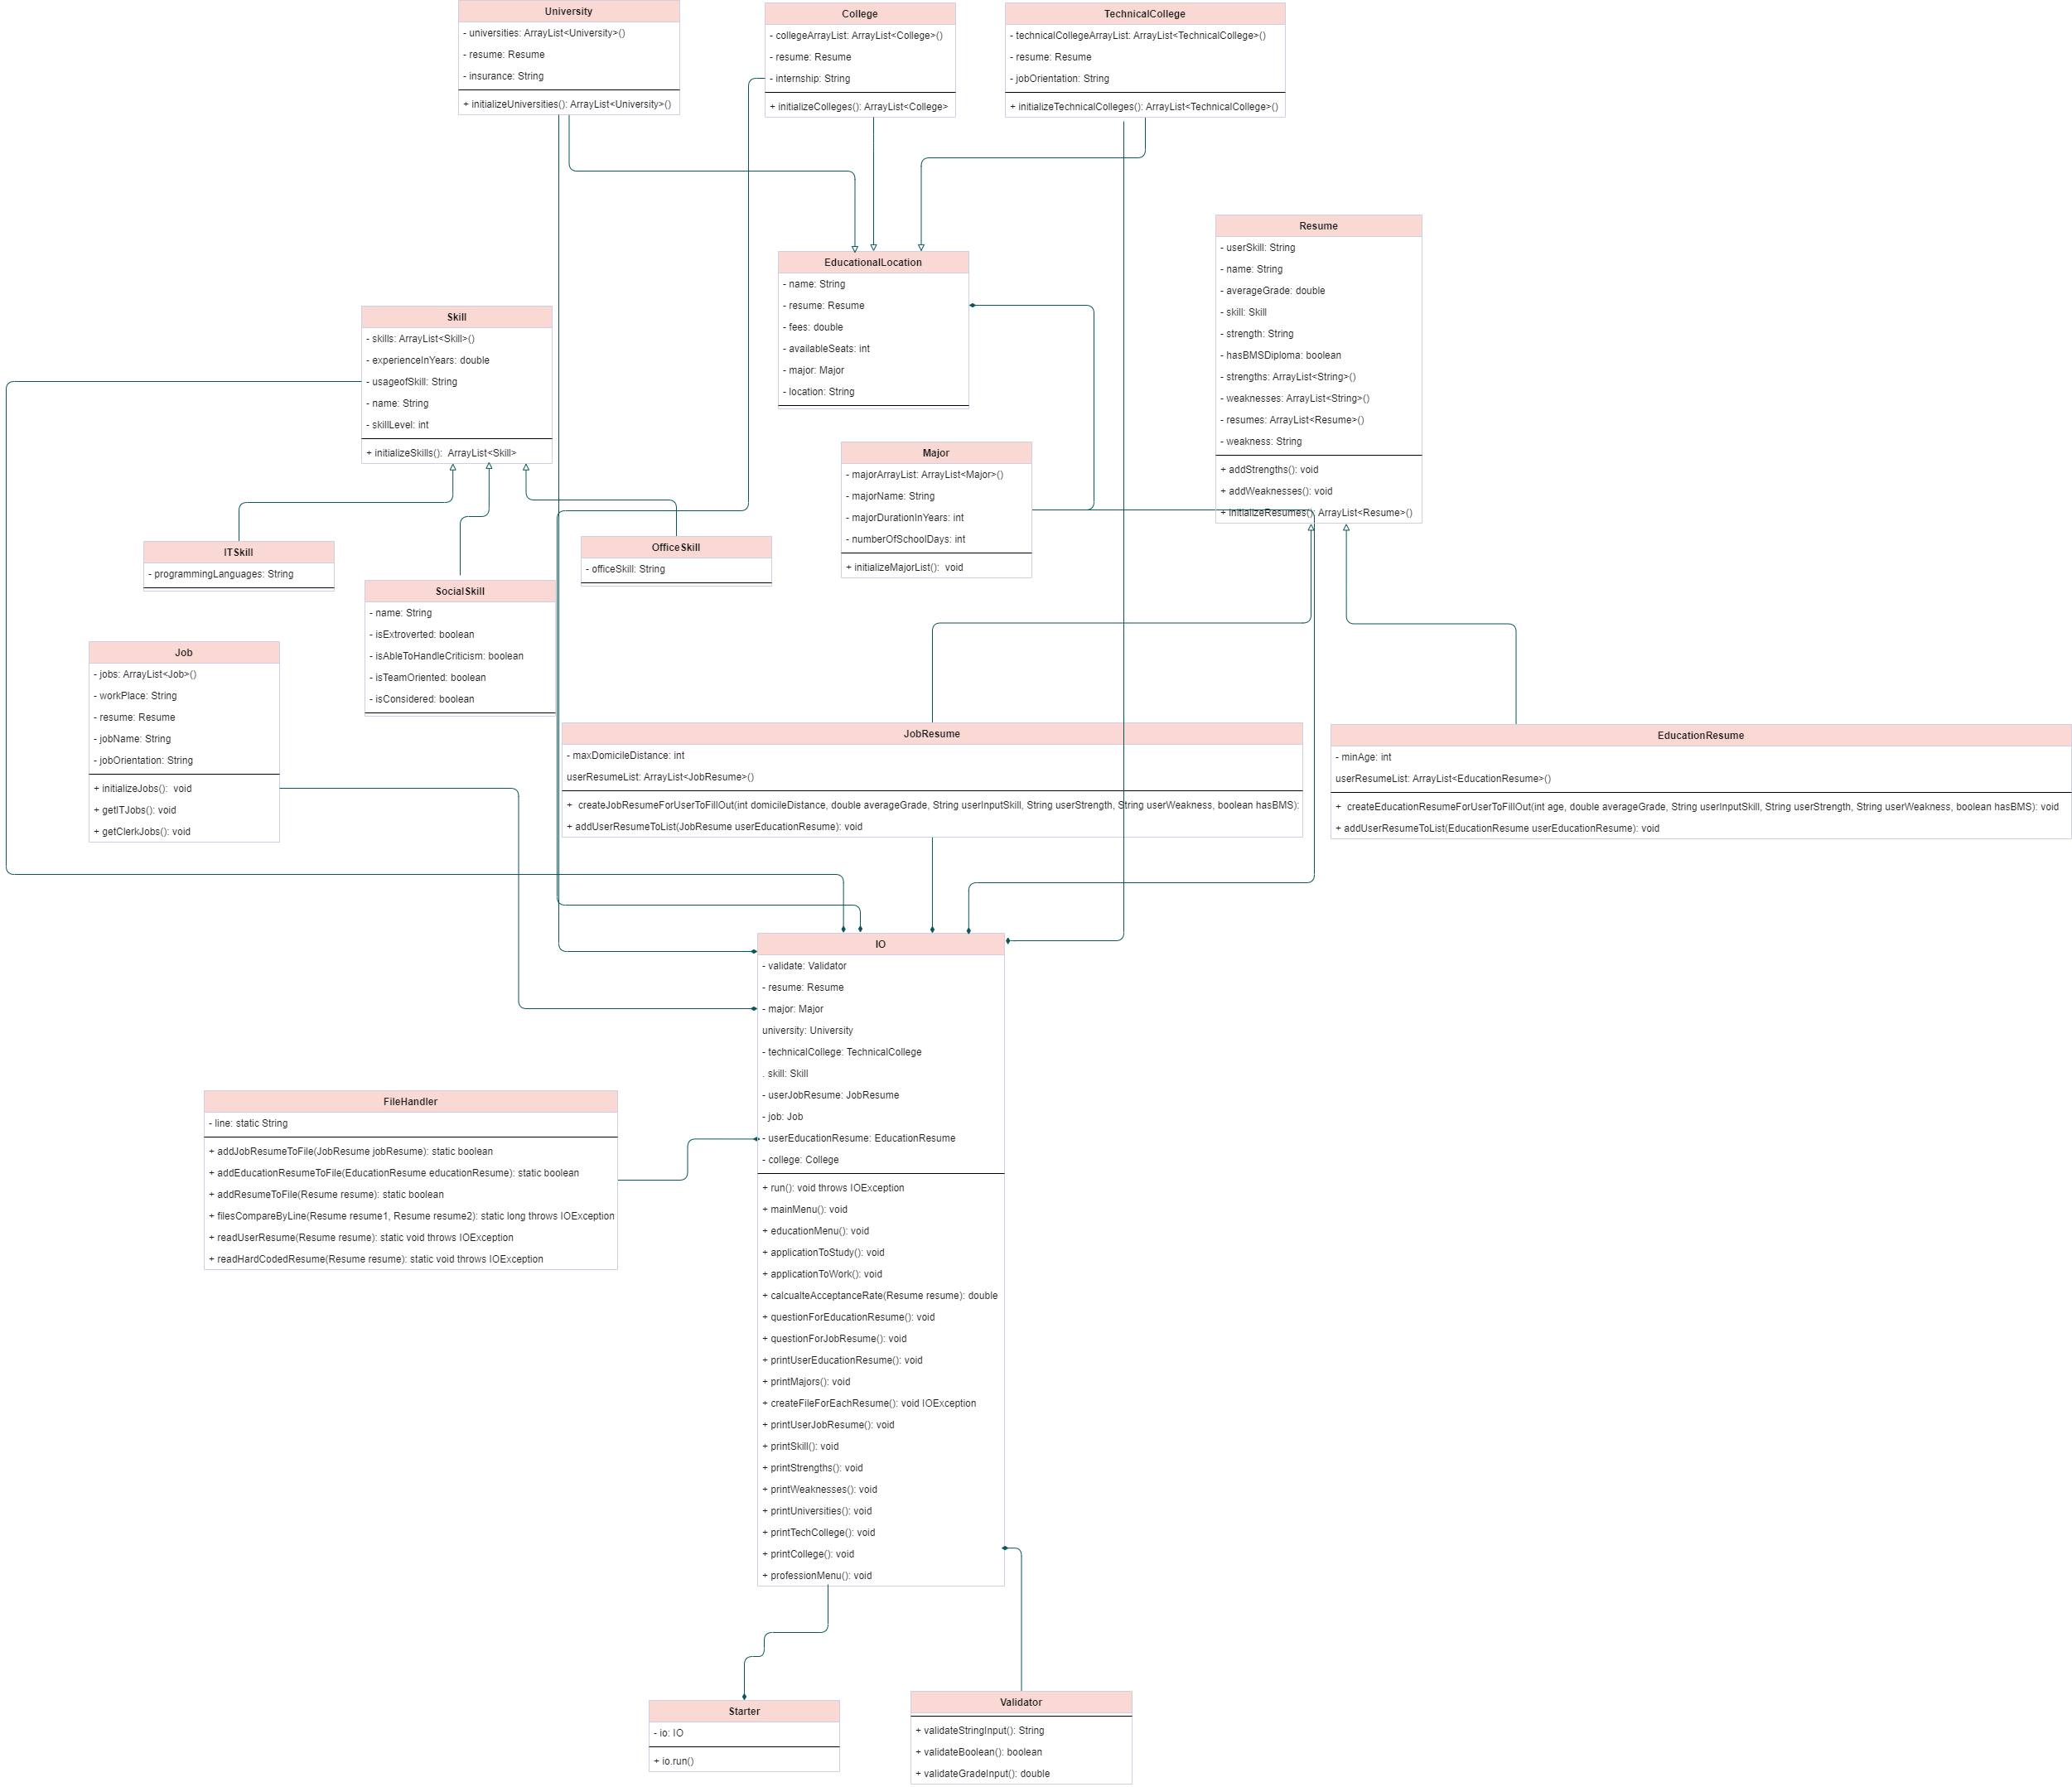 University
- universities: ArrayList<University>()
- resume: Resume
- insurance: String
+ initializeUniversities(): ArrayList<University>()
College
- collegeArrayList: ArrayList<College>()
- resume: Resume
- internship: String
+ initializeColleges(): ArrayList<College>
TechnicalCollege
- technicalCollegeArrayList: ArrayList<TechnicalCollege>()
- resume: Resume
- jobOrientation: String
+ initializeTechnicalColleges(): ArrayList<TechnicalCollege>()
Resume
- userSkill: String
- name: String
- averageGrade: double
- skill: Skill
- strength: String
- hasBMSDiploma: boolean
- strengths: ArrayList<String>()
- weaknesses: ArrayList<String>()
- resumes: ArrayList<Resume>()
- weakness: String
+ addStrengths(): void
+ addWeaknesses(): void
+ initializeResumes(): ArrayList<Resume>()
EducationalLocation
- name: String
- resume: Resume
- fees: double
- availableSeats: int
- major: Major
- location: String
Skill
- skills: ArrayList<Skill>()
- experienceInYears: double
- usageofSkill: String
- name: String
- skillLevel: int
+ initializeSkills(): ArrayList<Skill>
Major
- majorArrayList: ArrayList<Major>()
- majorName: String
- majorDurationInYears: int
- numberOfSchoolDays: int
+ initializeMajorList(): void
ITSkill
- programmingLanguages: String
OfficeSkill
- officeSkill: String
SocialSkill
- name: String
- isExtroverted: boolean
- isAbleToHandleCriticism: boolean
- isTeamOriented: boolean
- isConsidered: boolean
Job
- jobs: ArrayList<Job>()
- workPlace: String
- resume: Resume
- jobName: String
- jobOrientation: String
+ initializeJobs(): void
+ getITJobs(): void
+ getClerkJobs(): void
JobResume
- maxDomicileDistance: int
userResumeList: ArrayList<JobResume>()
+ createJobResumeForUserToFillOut(int domicileDistance, double averageGrade, String userInputSkill, String userStrength, String userWeakness, boolean hasBMS):
+ addUserResumeToList(JobResume userEducationResume): void
EducationResume
- minAge: int
userResumeList: ArrayList<EducationResume>()
+ createEducationResumeForUserToFillOut(int age, double averageGrade, String userInputSkill, String userStrength, String userWeakness, boolean hasBMS): void
+ addUserResumeToList(EducationResume userEducationResume): void
IO
- validate: Validator
- resume: Resume
- major: Major
university: University
- technicalCollege: TechnicalCollege
. skill: Skill
- userJobResume: JobResume
- job: Job
- userEducationResume: EducationResume
- college: College
+ run(): void throws IOException
+ mainMenu(): void
+ educationMenu(): void
+ applicationToStudy(): void
+ applicationToWork(): void
+ calcualteAcceptanceRate(Resume resume): double
+ questionForEducationResume(): void
+ questionForJobResume(): void
+ printUserEducationResume(): void
+ printMajors(): void
+ createFileForEachResume(): void IOException
+ printUserJobResume(): void
+ printSkill(): void
+ printStrengths(): void
+ printWeaknesses(): void
+ printUniversities(): void
+ printTechCollege(): void
+ printCollege(): void
+ professionMenu(): void
FileHandler
- line: static String
+ addJobResumeToFile(JobResume jobResume): static boolean
+ addEducationResumeToFile(EducationResume educationResume): static boolean
+ addResumeToFile(Resume resume): static boolean
+ filesCompareByLine(Resume resume1, Resume resume2): static long throws IOException
+ readUserResume(Resume resume): static void throws IOException
+ readHardCodedResume(Resume resume): static void throws IOException
Starter
- io: IO
+ io.run()
Validator
+ validateStringInput(): String
+ validateBoolean(): boolean
+ validateGradeInput(): double